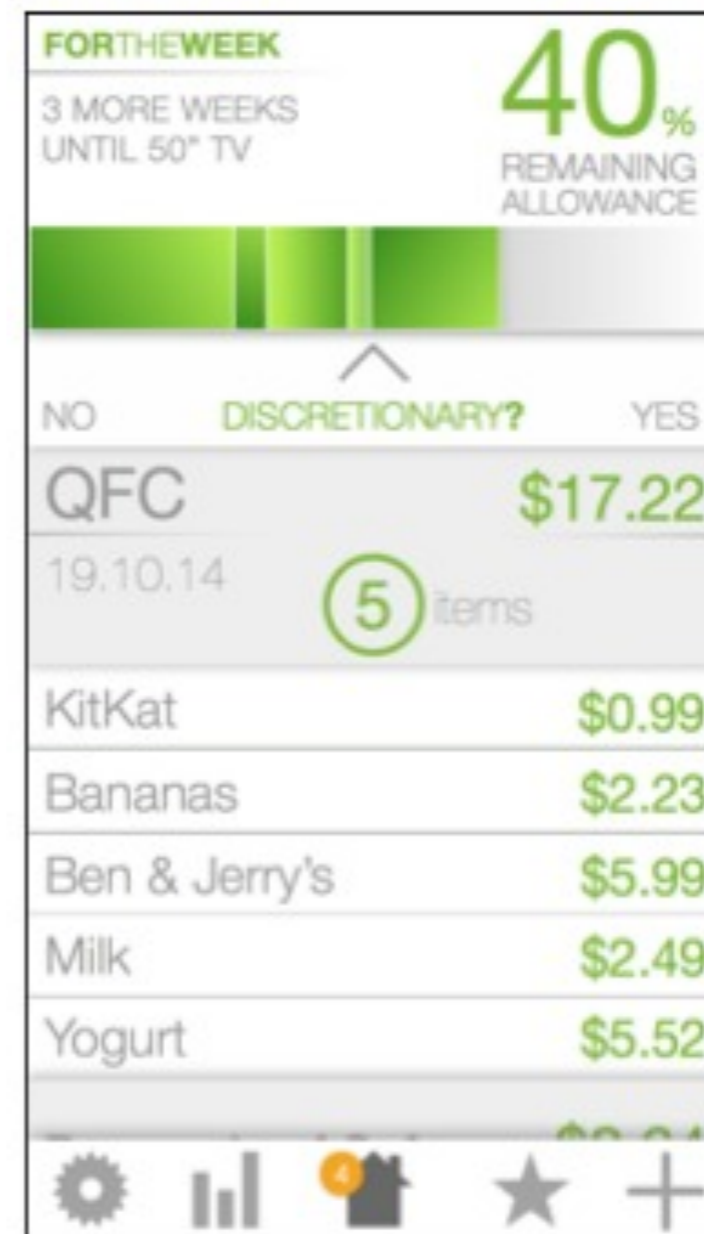 FORTHEWEEK
3 MORE WEEKS
UNTIL 50" TV
40%
REMAINING
ALLOWANCE
NO DISCRETIONARY? YES
QFC $17.22
19.10.14
5 items
KitKat $0.99
Bananas $2.23
Ben & Jerry's $5.99
Milk $2.49
Yogurt $5.52
4